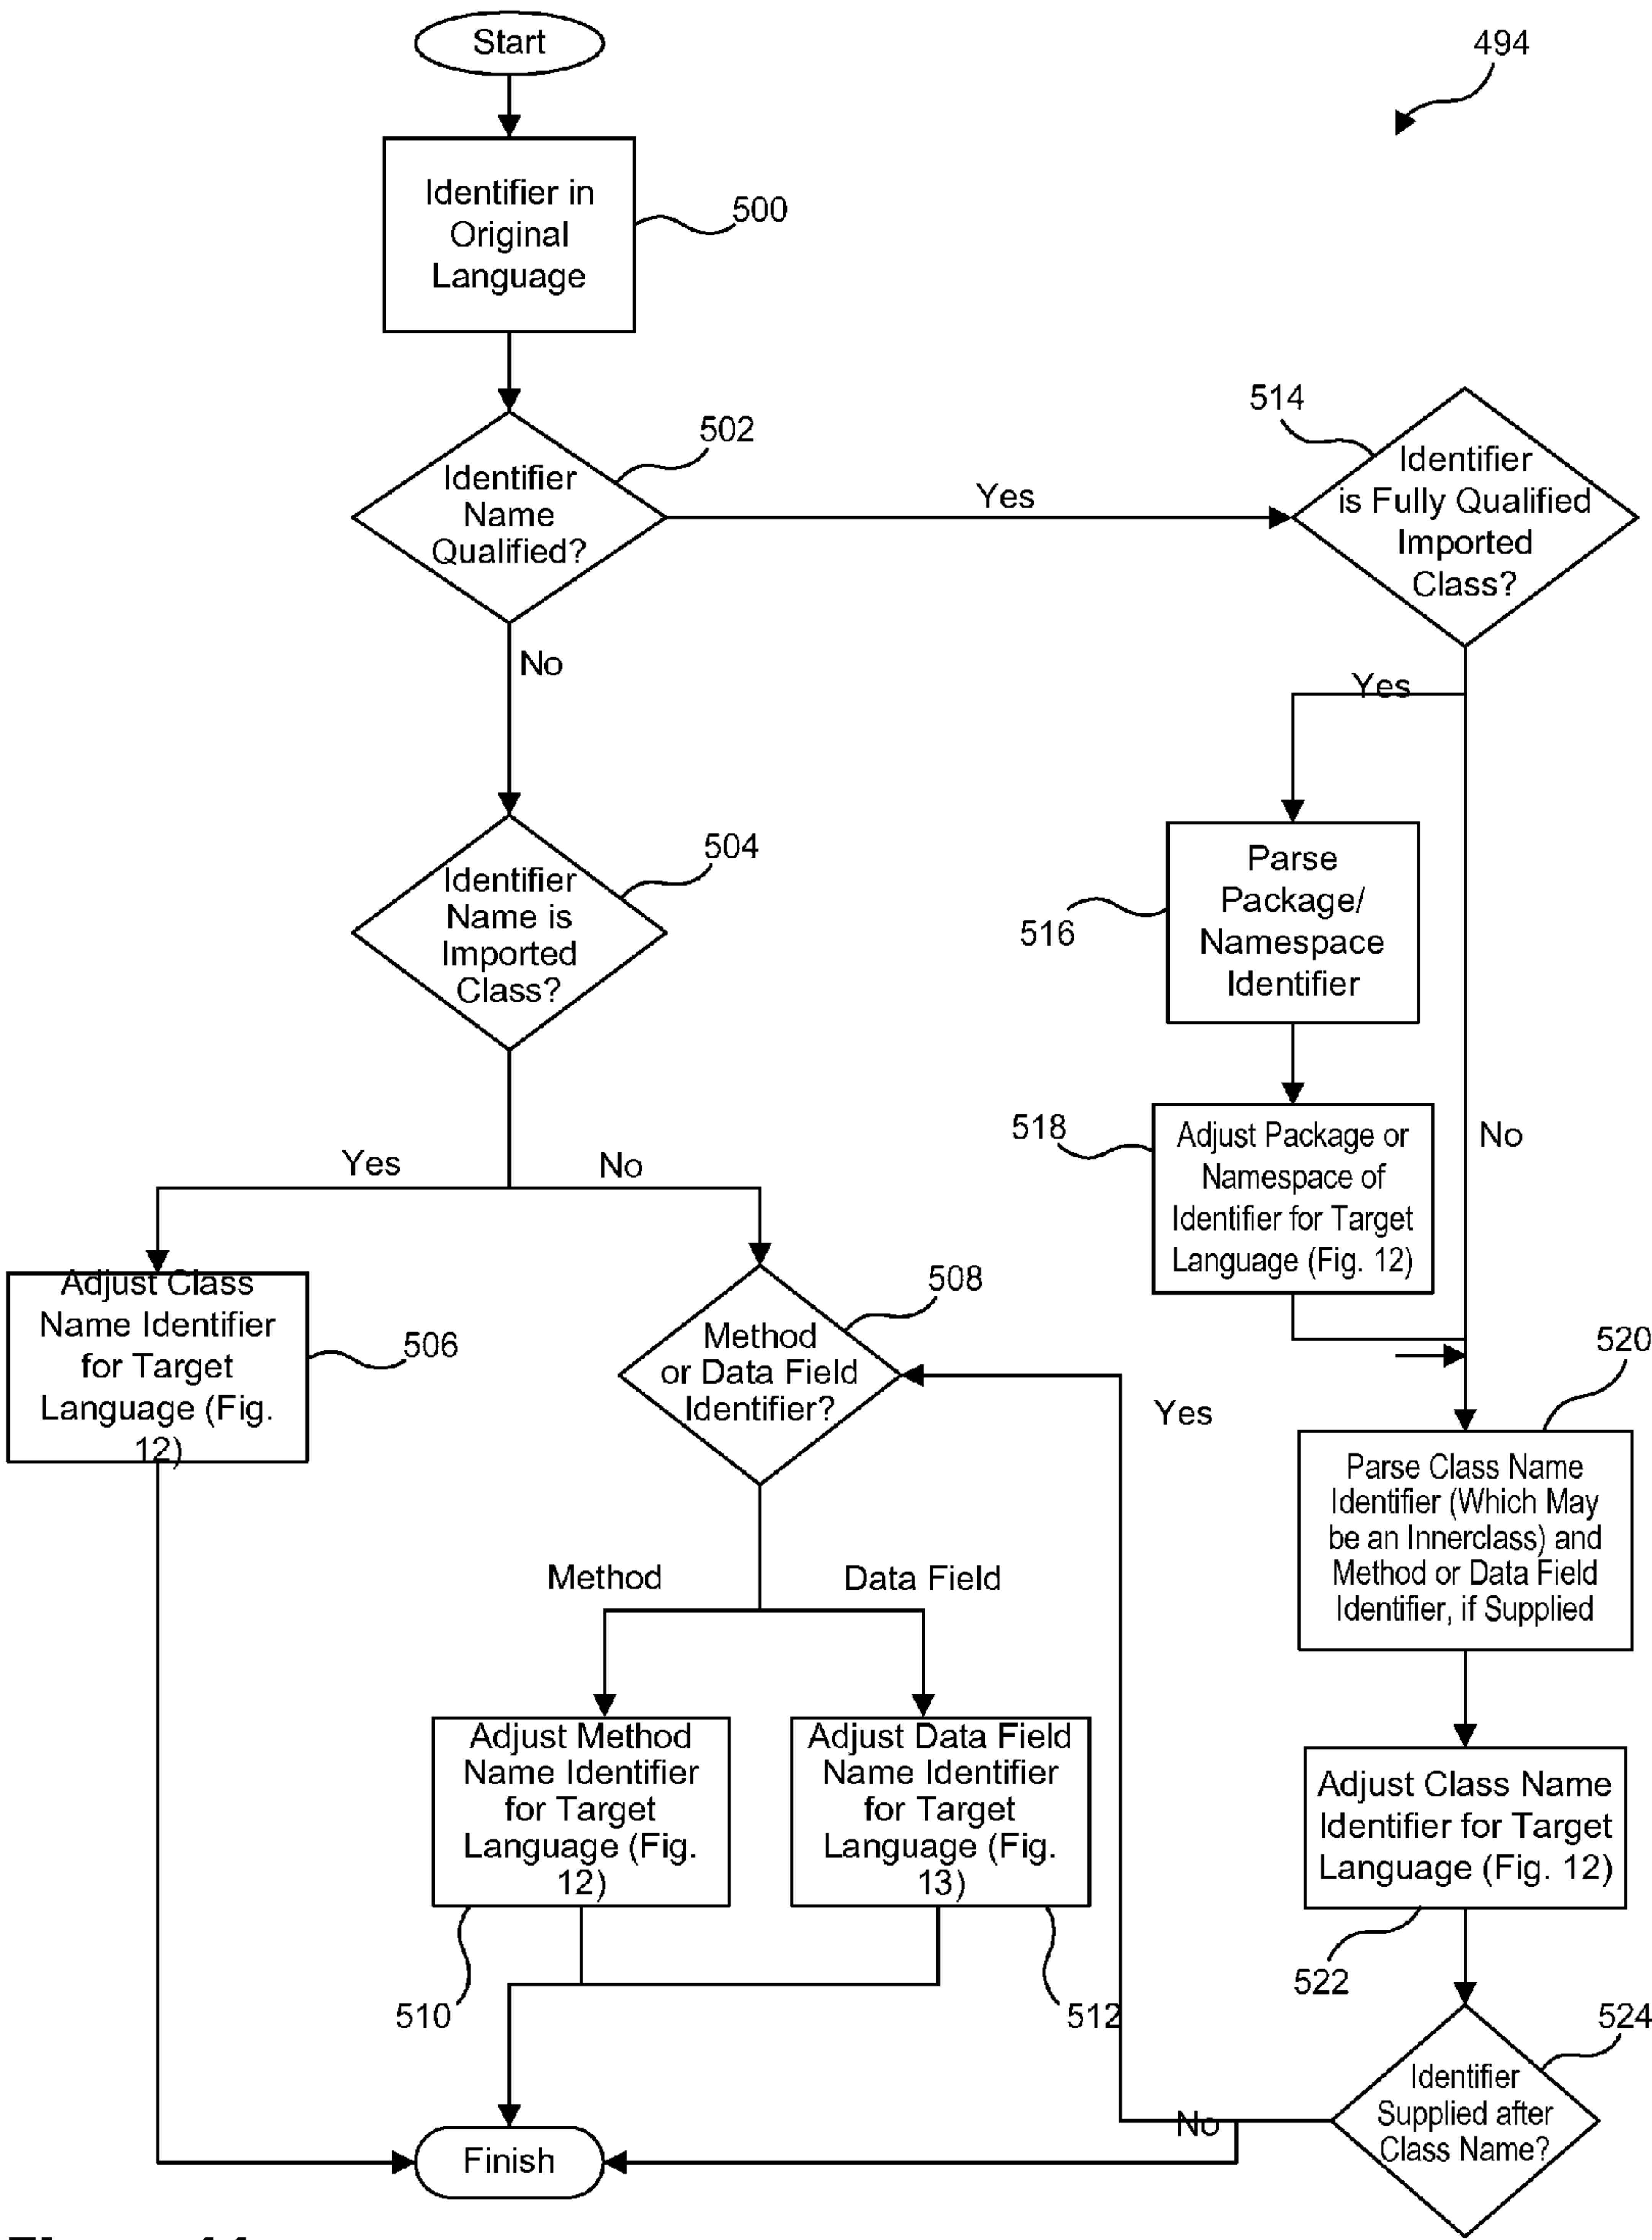 Start
494
Identifier in
Original
Language
500
502
Identifier
Name
Qualified?
Yes
514
Identifier
is Fully Qualified
Imported
Class?
No
Yes
504
Identifier
Name is
Imported
Class?
Parse
Package/
Namespace
Identifier
516
518
Adjust Package or
Namespace of
Identifier for Target
Language (Fig. 12)
No
Yes
No
Adjust Class
Name Identifier
for Target
Language (Fig.
12)
506
508
Method
or Data Field
Identifier?
Yes
520
Parse Class Name
Identifier (Which May
be an Innerclass) and
Method or Data Field
Identifier, if Supplied
Method
Data Field
Adjust Method
Name Identifier
for Target
Language (Fig.
12)
Adjust Data Field
Name Identifier
for Target
Language (Fig.
13)
Adjust Class Name
Identifier for Target
Language (Fig. 12)
522
510
512
524
Identifier
Supplied after
Class Name?
No
Finish